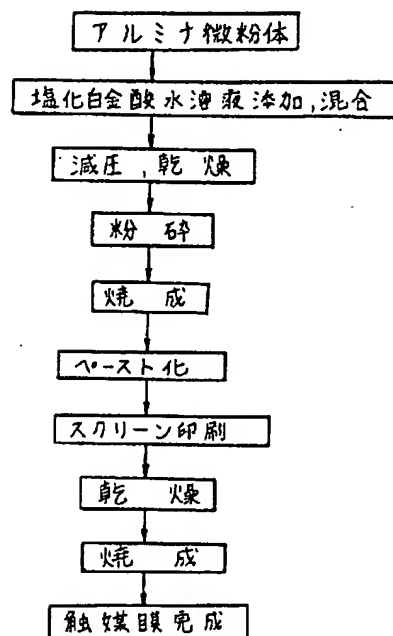 アルミナ微粉体
塩化白金酸水溶液添加,混合
減圧,乾燥
粉砕
焼成
ペースト化
スクリーン印刷
乾燥
焼成
触媒膜完成